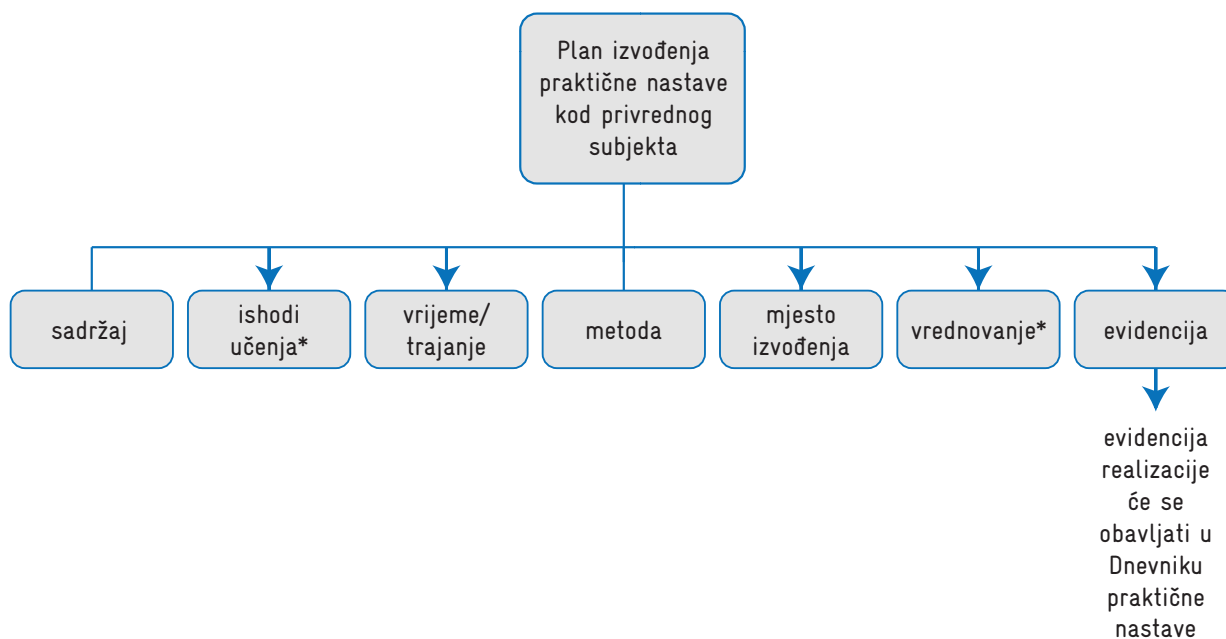 Plan izvođenja
praktične nastave
kod privrednog
subjekta
sadržaj
ishodi
učenja*
vrijeme/
trajanje
metoda
mjesto
izvođenja
vrednovanje*
evidencija
evidencija
realizacije
će se
obavljati u
Dnevniku
praktične
nastave